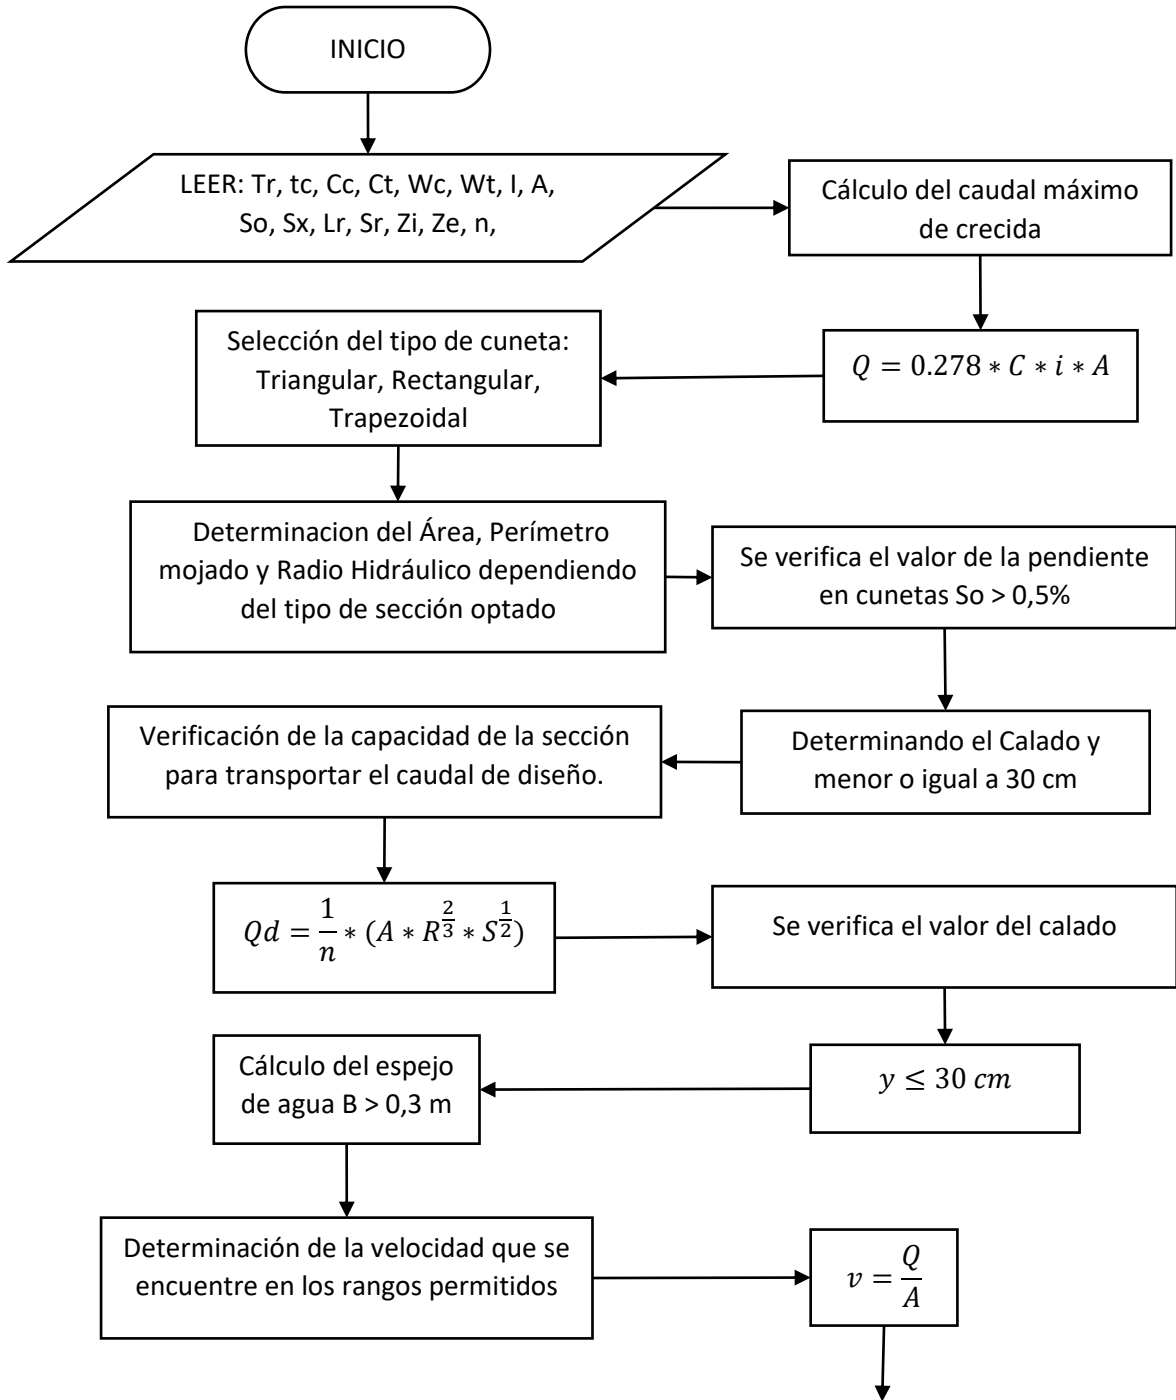 INICIO
LEER: Tr, tc, Cc, Ct, Wc, Wt, I, A,
So, Sx, Lr, Sr, Zi, Ze, n,
Cálculo del caudal máximo
de crecida
Q = 0.278 ∗ C ∗ i ∗ A
Selección del tipo de cuneta:
Triangular, Rectangular,
Trapezoidal
Determinacion del Área, Perímetro
mojado y Radio Hidráulico dependiendo
del tipo de sección optado
Se verifica el valor de la pendiente
en cunetas So > 0,5%
Determinando el Calado y
menor o igual a 30 cm
Verificación de la capacidad de la sección
para transportar el caudal de diseño.
Qd = 1/n ∗ (A ∗ R^(2/3) ∗ S^(1/2))
Se verifica el valor del calado
y ≤ 30 cm
Cálculo del espejo
de agua B > 0,3 m
Determinación de la velocidad que se
encuentre en los rangos permitidos
v = Q/A